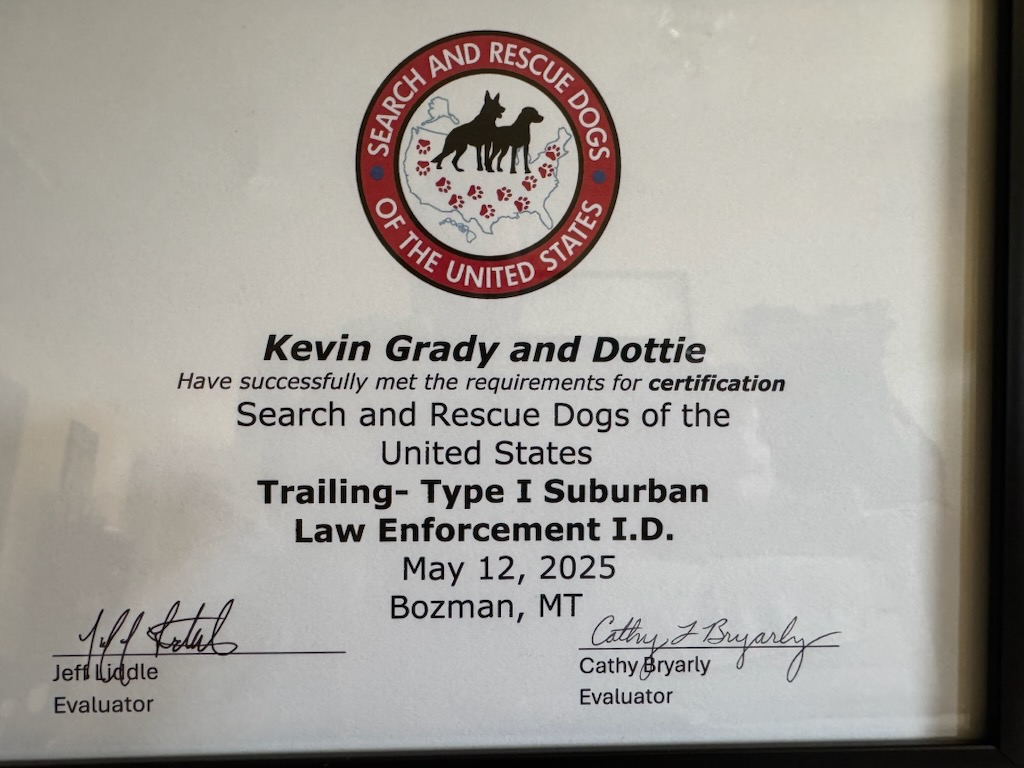 SEARCH AND RESCUE DOGS
OF THE UNITED STATES
Kevin Grady and Dottie
Have successfully met the requirements for certification
Search and Rescue Dogs of the
United States
Trailing- Type I Suburban
Law Enforcement I.D.
May 12, 2025
Bozman, MT
Cathy L Bryarly
Jeff Liddle
Evaluator
Cathy Bryarly
Evaluator